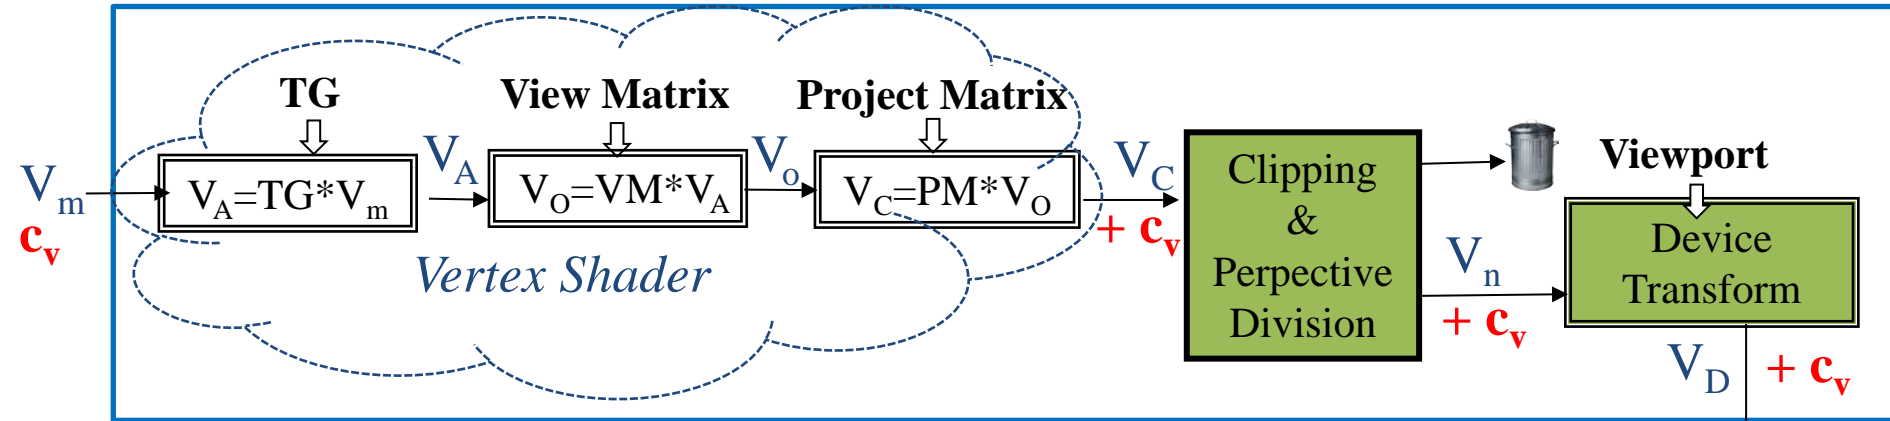 TG
View Matrix
Project Matrix
V_m
c_v
V_A=TG*V_m
V_A
V_O=VM*V_A
V_o
V_C=PM*V_O
V_C
+ c_v
Vertex Shader
Clipping
&
Perpective
Division
V_n
+ c_v
Viewport
Device
Transform
V_D
+ c_v